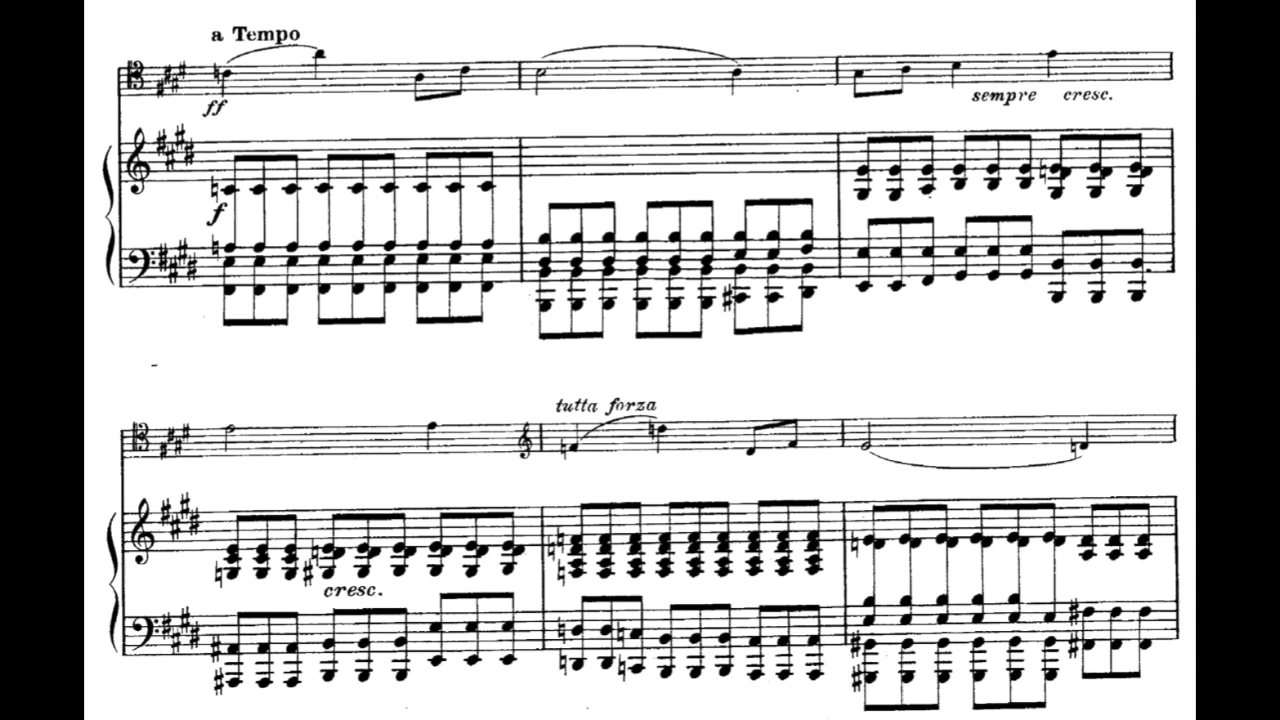 a Tempo
ff
sempre cresc.
f
tutta forza
cresc.